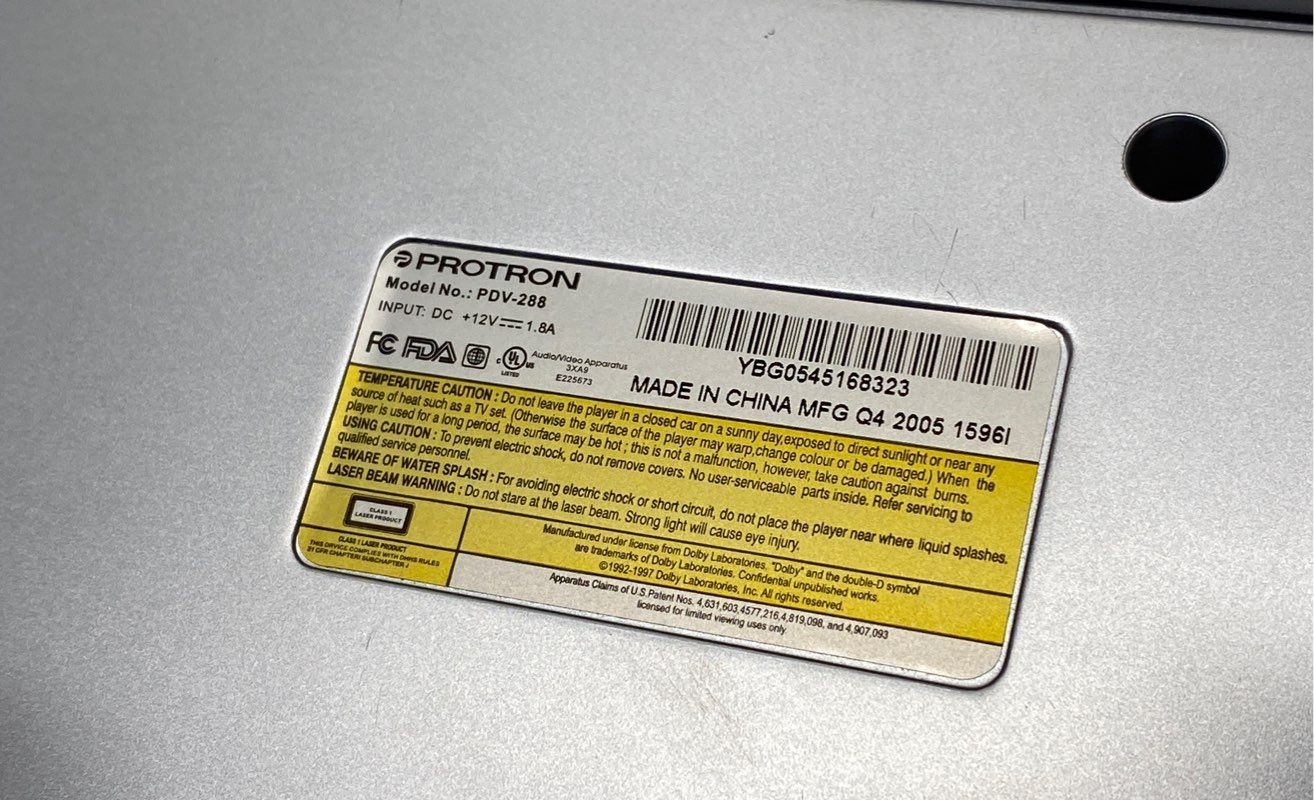 PROTRON
Model No.: PDV-288
INPUT: DC +12V 1.8A
FC FDA c UL US LISTED
Audio/Video Apparatus
3XA9
E225673
YBG0545168323
MADE IN CHINA MFG Q4 2005 1596I
TEMPERATURE CAUTION : Do not leave the player in a closed car on a sunny day,exposed to direct sunlight or near any
source of heat such as a TV set. (Otherwise the surface of the player may warp,change colour or be damaged.) When the
player is used for a long period, the surface may be hot ; this is not a malfunction, however, take caution against burns.
USING CAUTION : To prevent electric shock, do not remove covers. No user-serviceable parts inside. Refer servicing to
qualified service personnel.
BEWARE OF WATER SPLASH : For avoiding electric shock or short circuit, do not place the player near where liquid splashes.
LASER BEAM WARNING : Do not stare at the laser beam. Strong light will cause eye injury.
CLASS 1
LASER PRODUCT
CLASS 1 LASER PRODUCT
THIS DEVICE COMPLIES WITH DHHS RULES
21 CFR CHAPTERI SUBCHAPTER J
Manufactured under license from Dolby Laboratories. "Dolby" and the double-D symbol
are trademarks of Dolby Laboratories. Confidential unpublished works.
©1992-1997 Dolby Laboratories, Inc. All rights reserved.
Apparatus Claims of U.S.Patent Nos. 4,631,603,4577,216,4,819,098, and 4,907,093
licensed for limited viewing uses only